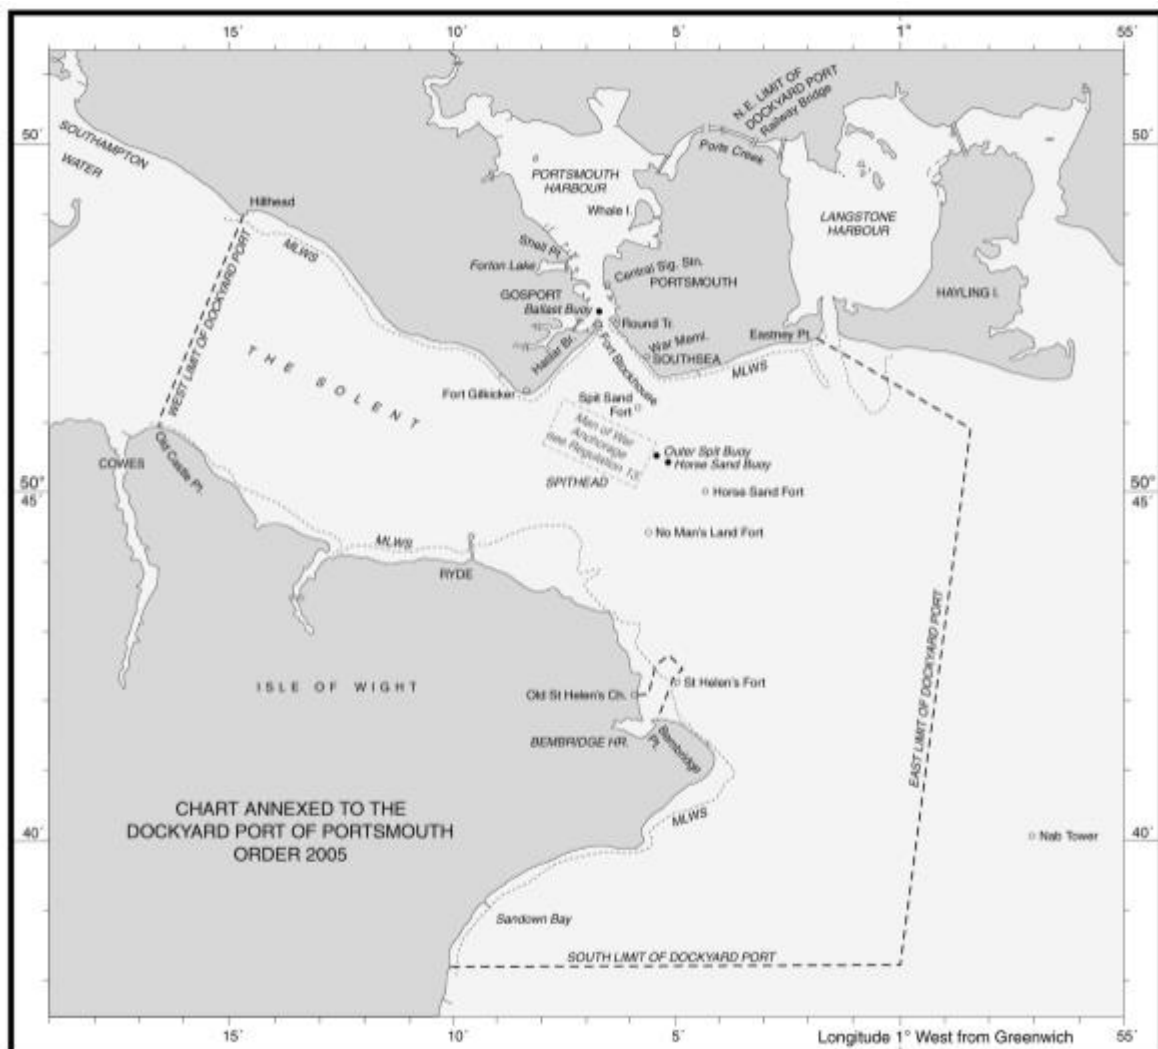 15´
10´
5´
1°
55´
50´
50´
SOUTHAMPTON
WATER
N.E. LIMIT OF
DOCKYARD PORT
Railway Bridge
Ports Creek
PORTSMOUTH
HARBOUR
Whale I.
Hillhead
LANGSTONE
HARBOUR
MLWS
Snell Pt.
Forton Lake
Central Sig. Stn.
PORTSMOUTH
GOSPORT
Ballast Buoy
HAYLING I.
WEST LIMIT OF DOCKYARD PORT
Round Tr.
Haslar Br.
War Meml.
SOUTHSEA
Eastney Pt.
MLWS
Fort Blockhouse
THE SOLENT
Fort Gilkicker
Spit Sand
Fort
Man of War
Anchorage
see Regulation 13
Outer Spit Buoy
Horse Sand Buoy
COWES
Old Castle Pt.
SPITHEAD
50°
45´
50°
45´
Horse Sand Fort
No Man's Land Fort
MLWS
RYDE
EAST LIMIT OF DOCKYARD PORT
ISLE OF WIGHT
St Helen's Fort
Old St Helen's Ch.
BEMBRIDGE HR.
Bembridge
Pt.
CHART ANNEXED TO THE
DOCKYARD PORT OF PORTSMOUTH
ORDER 2005
MLWS
40´
Nab Tower
40´
Sandown Bay
SOUTH LIMIT OF DOCKYARD PORT
15´
10´
5´
Longitude 1° West from Greenwich
55´